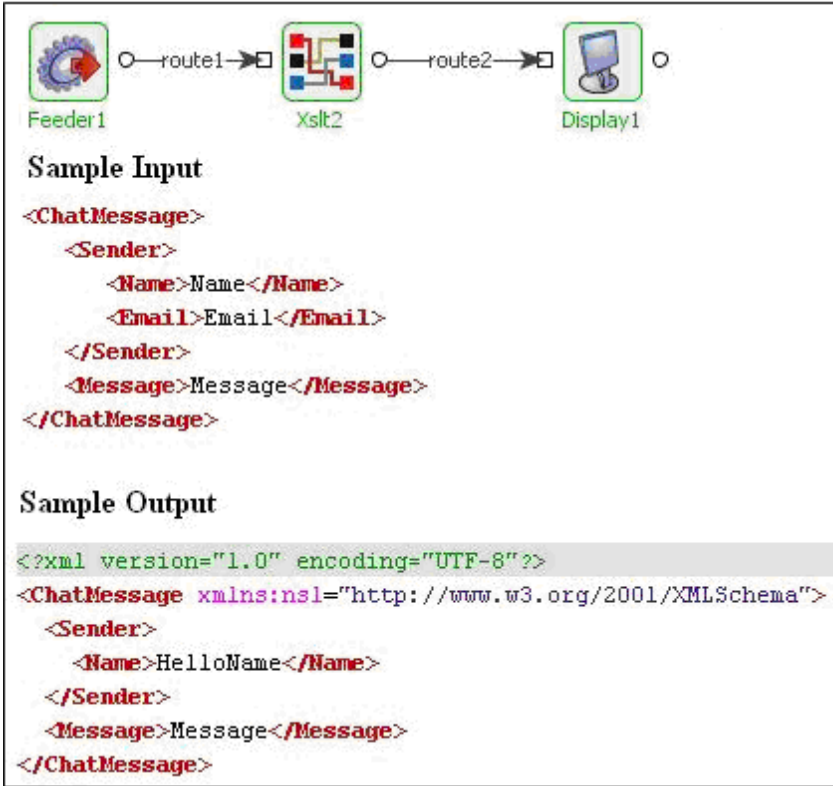 route1 route2
Feeder1 Xslt2 Display1
Sample Input
<ChatMessage>
<Sender>
<Name>Name</Name>
<Email>Email</Email>
</Sender>
<Message>Message</Message>
</ChatMessage>
Sample Output
<?xml version="1.0" encoding="UTF-8"?>
<ChatMessage xmlns:ns1="http://www.w3.org/2001/XMLSchema">
<Sender>
<Name>HelloName</Name>
</Sender>
<Message>Message</Message>
</ChatMessage>